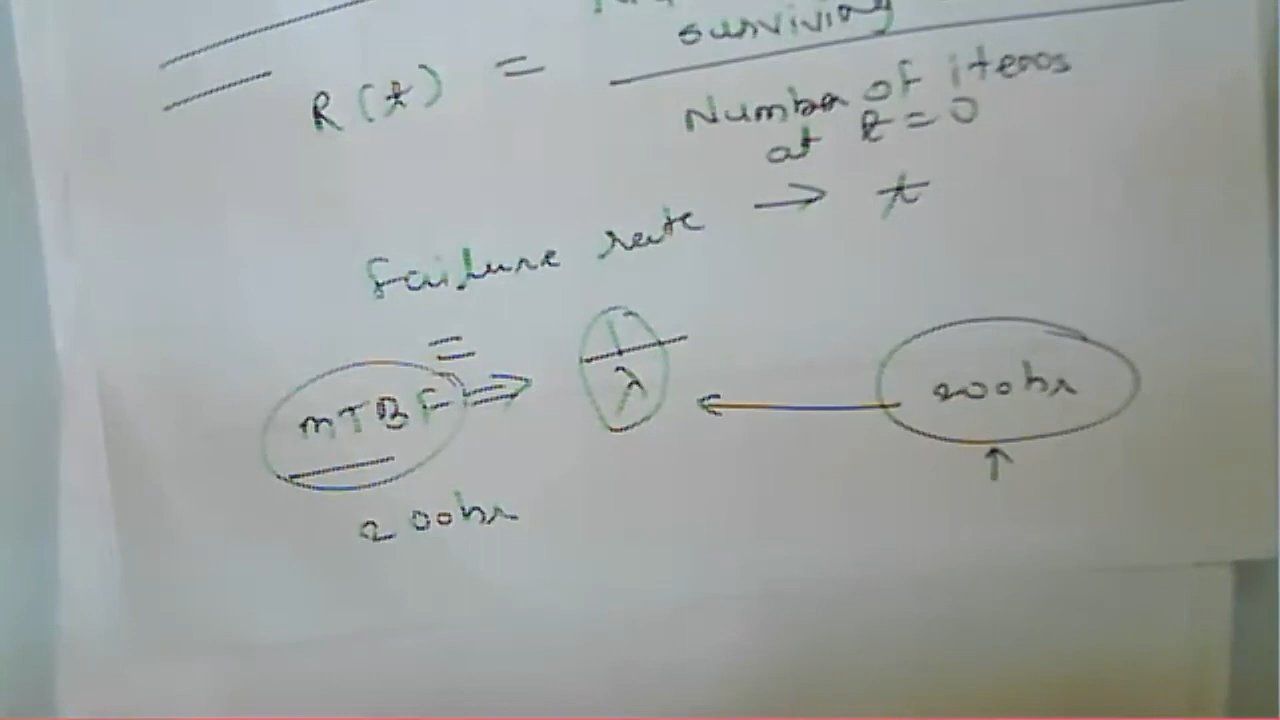 surviving
R(t) =
Number of items
at t = 0
Failure rate → t
MTBF ⇒ 1/λ ← 200hr
200hr